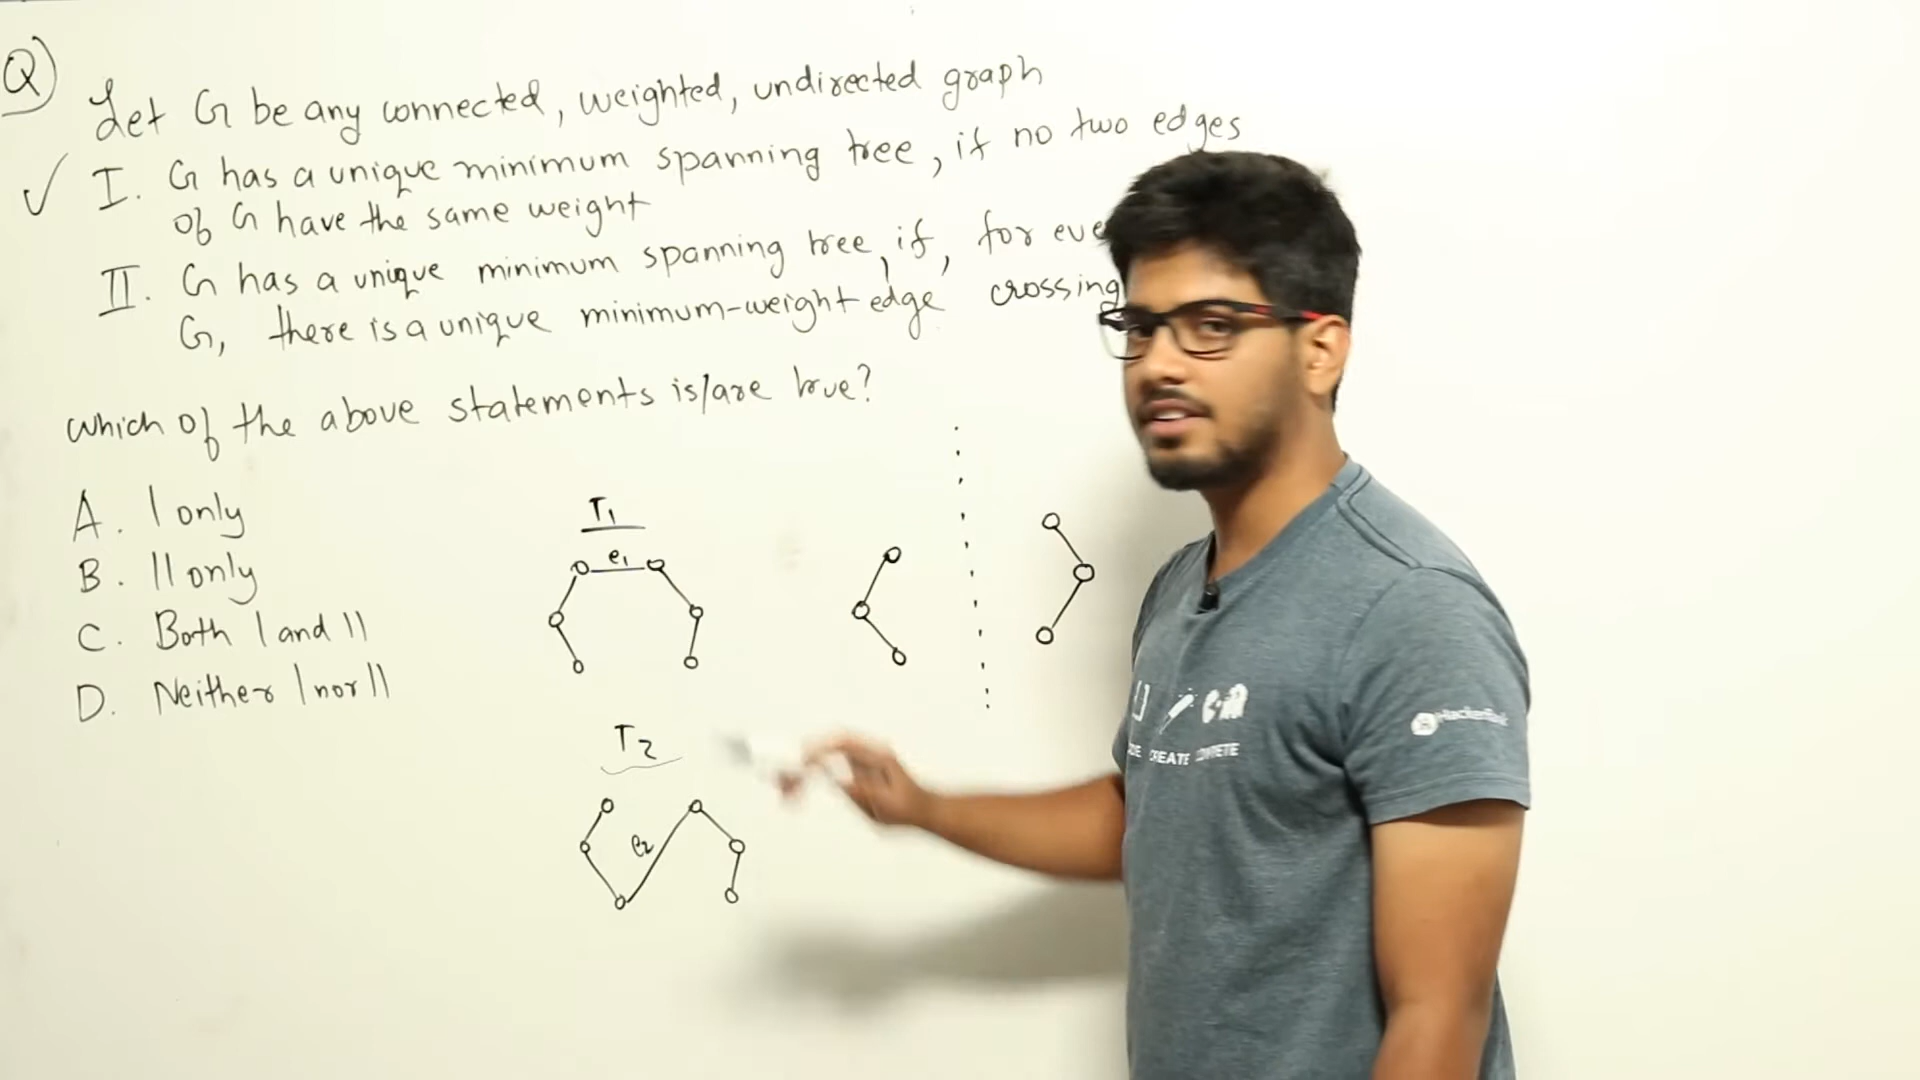 Q)
Let G be any connected, weighted, undirected graph
I. G has a unique minimum spanning tree, if no two edges
of G have the same weight
II. G has a unique minimum spanning tree, if, for eve
G, there is a unique minimum-weight edge crossing
which of the above statements is/are true?
A. I only
B. II only
C. Both I and II
D. Neither I nor II
T1
e1
T2
e2
CREATE
HackerRank